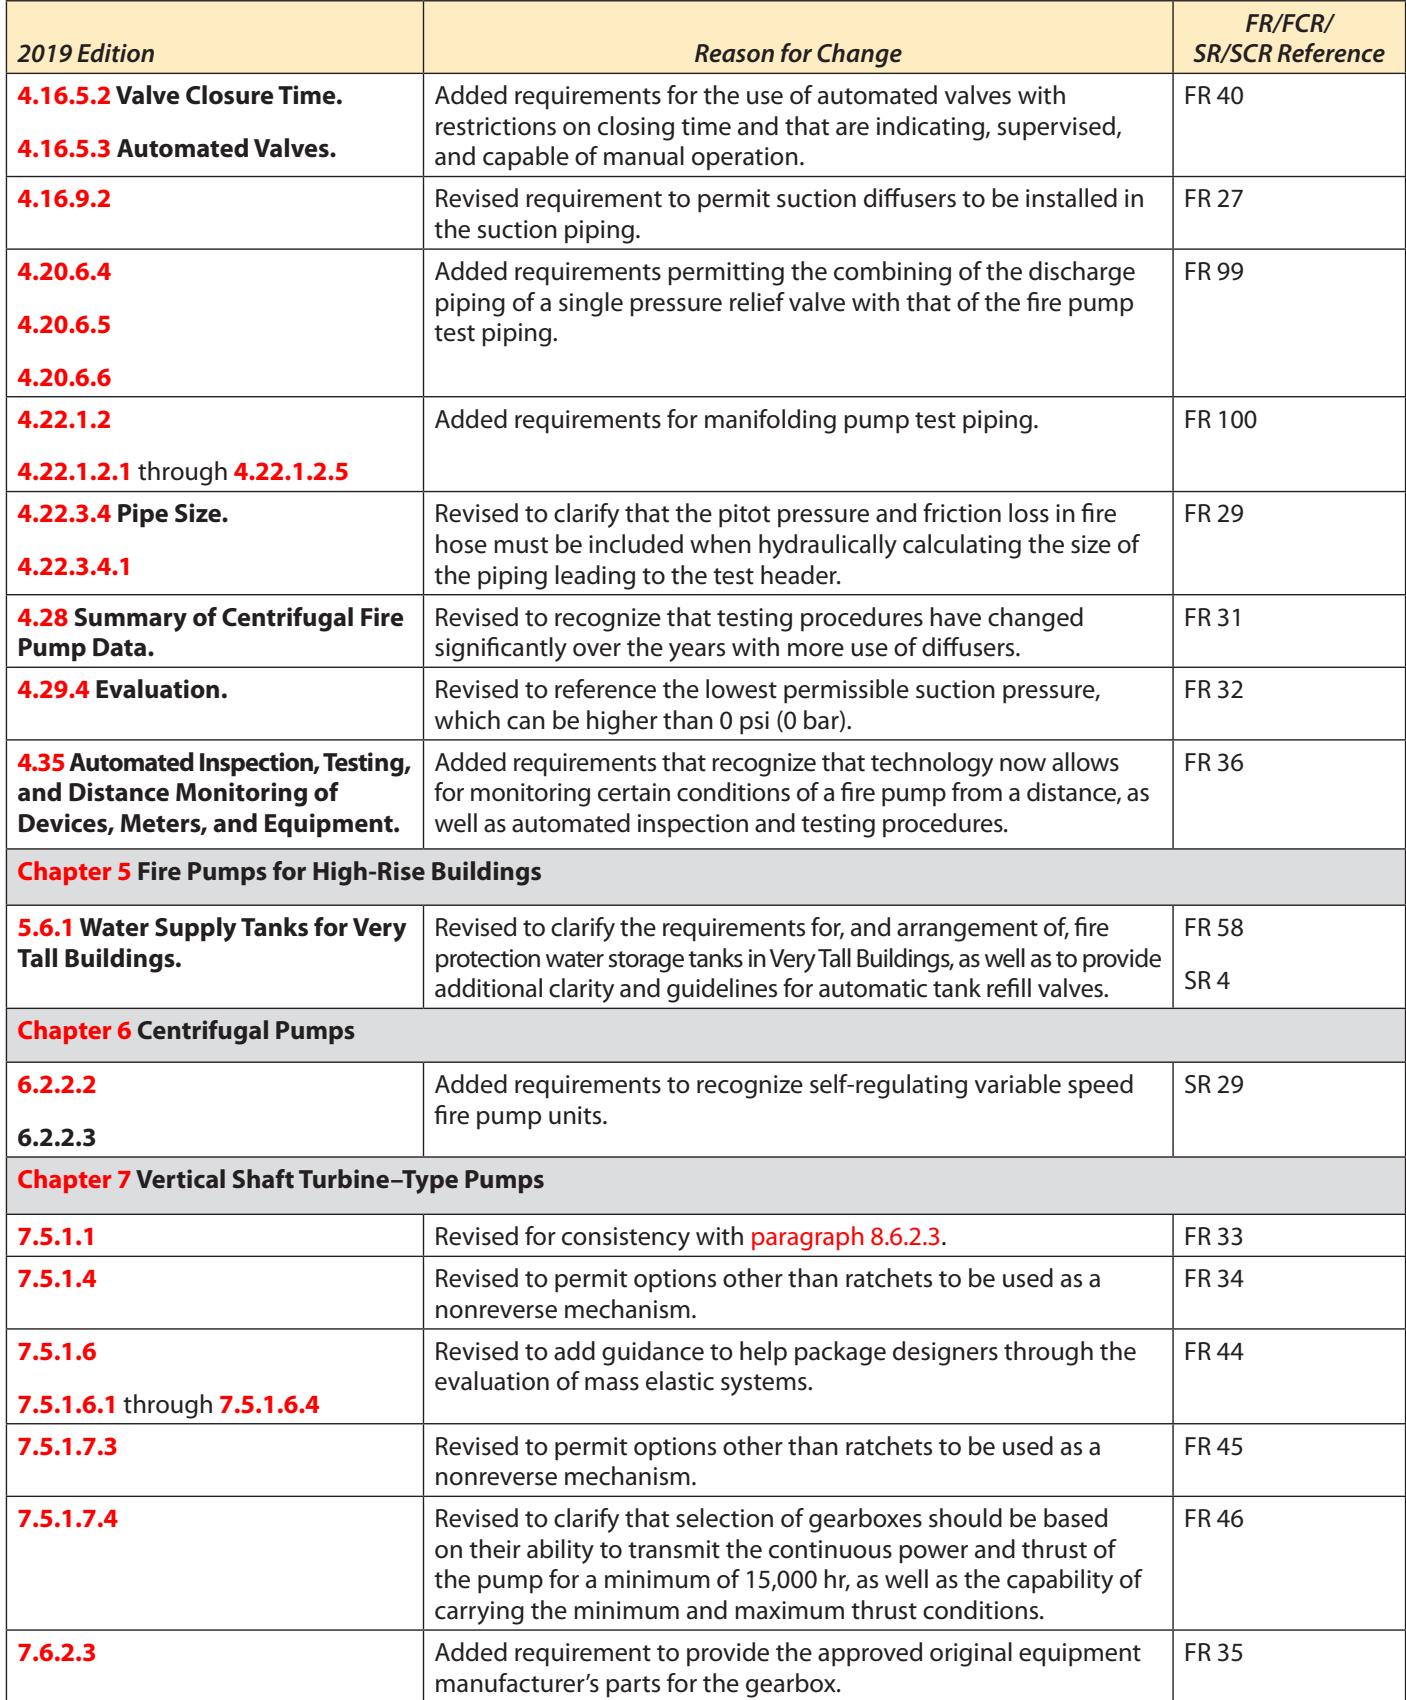 2019 Edition
Reason for Change
FR/FCR/
SR/SCR Reference
4.16.5.2 Valve Closure Time.
4.16.5.3 Automated Valves.
Added requirements for the use of automated valves with
restrictions on closing time and that are indicating, supervised,
and capable of manual operation.
FR 40
4.16.9.2
Revised requirement to permit suction diffusers to be installed in
the suction piping.
FR 27
4.20.6.4
4.20.6.5
4.20.6.6
Added requirements permitting the combining of the discharge
piping of a single pressure relief valve with that of the fire pump
test piping.
FR 99
4.22.1.2
4.22.1.2.1 through 4.22.1.2.5
Added requirements for manifolding pump test piping.
FR 100
4.22.3.4 Pipe Size.
4.22.3.4.1
Revised to clarify that the pitot pressure and friction loss in fire
hose must be included when hydraulically calculating the size of
the piping leading to the test header.
FR 29
4.28 Summary of Centrifugal Fire
Pump Data.
Revised to recognize that testing procedures have changed
significantly over the years with more use of diffusers.
FR 31
4.29.4 Evaluation.
Revised to reference the lowest permissible suction pressure,
which can be higher than 0 psi (0 bar).
FR 32
4.35 Automated Inspection, Testing,
and Distance Monitoring of
Devices, Meters, and Equipment.
Added requirements that recognize that technology now allows
for monitoring certain conditions of a fire pump from a distance, as
well as automated inspection and testing procedures.
FR 36
Chapter 5 Fire Pumps for High-Rise Buildings
5.6.1 Water Supply Tanks for Very
Tall Buildings.
Revised to clarify the requirements for, and arrangement of, fire
protection water storage tanks in Very Tall Buildings, as well as to provide
additional clarity and guidelines for automatic tank refill valves.
FR 58
SR 4
Chapter 6 Centrifugal Pumps
6.2.2.2
6.2.2.3
Added requirements to recognize self-regulating variable speed
fire pump units.
SR 29
Chapter 7 Vertical Shaft Turbine–Type Pumps
7.5.1.1
Revised for consistency with paragraph 8.6.2.3.
FR 33
7.5.1.4
Revised to permit options other than ratchets to be used as a
nonreverse mechanism.
FR 34
7.5.1.6
7.5.1.6.1 through 7.5.1.6.4
Revised to add guidance to help package designers through the
evaluation of mass elastic systems.
FR 44
7.5.1.7.3
Revised to permit options other than ratchets to be used as a
nonreverse mechanism.
FR 45
7.5.1.7.4
Revised to clarify that selection of gearboxes should be based
on their ability to transmit the continuous power and thrust of
the pump for a minimum of 15,000 hr, as well as the capability of
carrying the minimum and maximum thrust conditions.
FR 46
7.6.2.3
Added requirement to provide the approved original equipment
manufacturer's parts for the gearbox.
FR 35